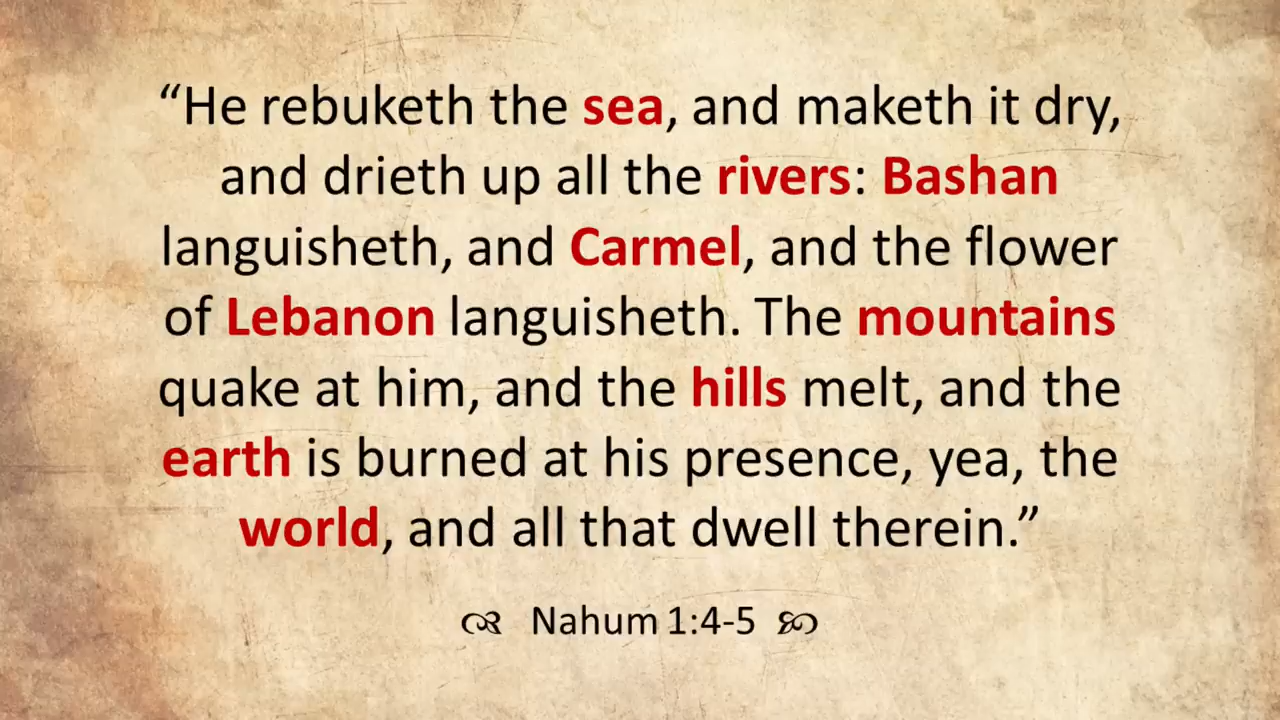 “He rebuketh the sea, and maketh it dry,
and drieth up all the rivers: Bashan
languisheth, and Carmel, and the flower
of Lebanon languisheth. The mountains
quake at him, and the hills melt, and the
earth is burned at his presence, yea, the
world, and all that dwell therein.”
Nahum 1:4-5